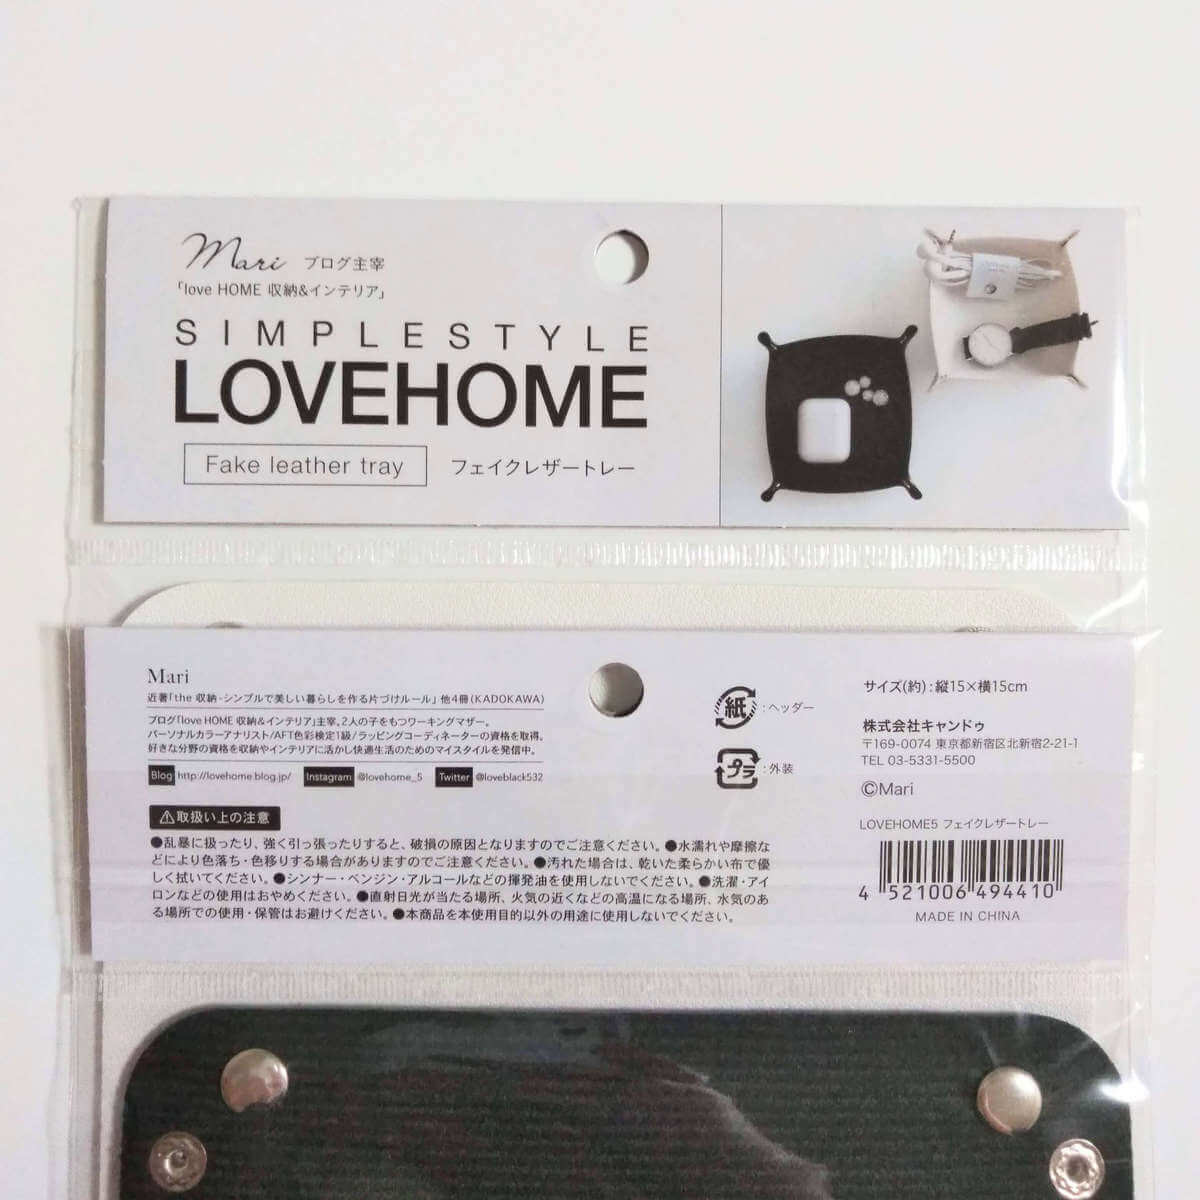 Mari ブログ主宰
「love HOME 収納&インテリア」
SIMPLESTYLE
LOVEHOME
Fake leather tray フェイクレザートレー
Mari
近著「the 収納-シンプルで美しい暮らしを作る片づけルール」他4冊(KADOKAWA)
ブログ「love HOME 収納&インテリア」主宰。2人の子をもつワーキングマザー。
パーソナルカラーアナリスト/AFT色彩検定1級/ラッピングコーディネーターの資格を取得。
好きな分野の資格を収納やインテリアに活かし快適生活のためのマイスタイルを発信中。
Blog http://lovehome.blog.jp/ Instagram @lovehome_5 Twitter @loveblack532
取扱い上の注意
●乱暴に扱ったり、強く引っ張ったりすると、破損の原因となりますのでご注意ください。●水濡れや摩擦な
どにより色落ち・色移りする場合がありますのでご注意ください。●汚れた場合は、乾いた柔らかい布で優
しく拭いてください。●シンナー・ベンジン・アルコールなどの揮発油を使用しないでください。●洗濯・アイ
ロンなどの使用はおやめください。●直射日光が当たる場所、火気の近くなどの高温になる場所、水気のあ
る場所での使用・保管はお避けください。●本商品を本使用目的以外の用途に使用しないでください。
紙:ヘッダー
プラ:外装
サイズ(約):縦15×横15cm
株式会社キャンドゥ
〒169-0074 東京都新宿区北新宿2-21-1
TEL 03-5331-5500
©Mari
LOVEHOME5 フェイクレザートレー
4 521006 494410
MADE IN CHINA